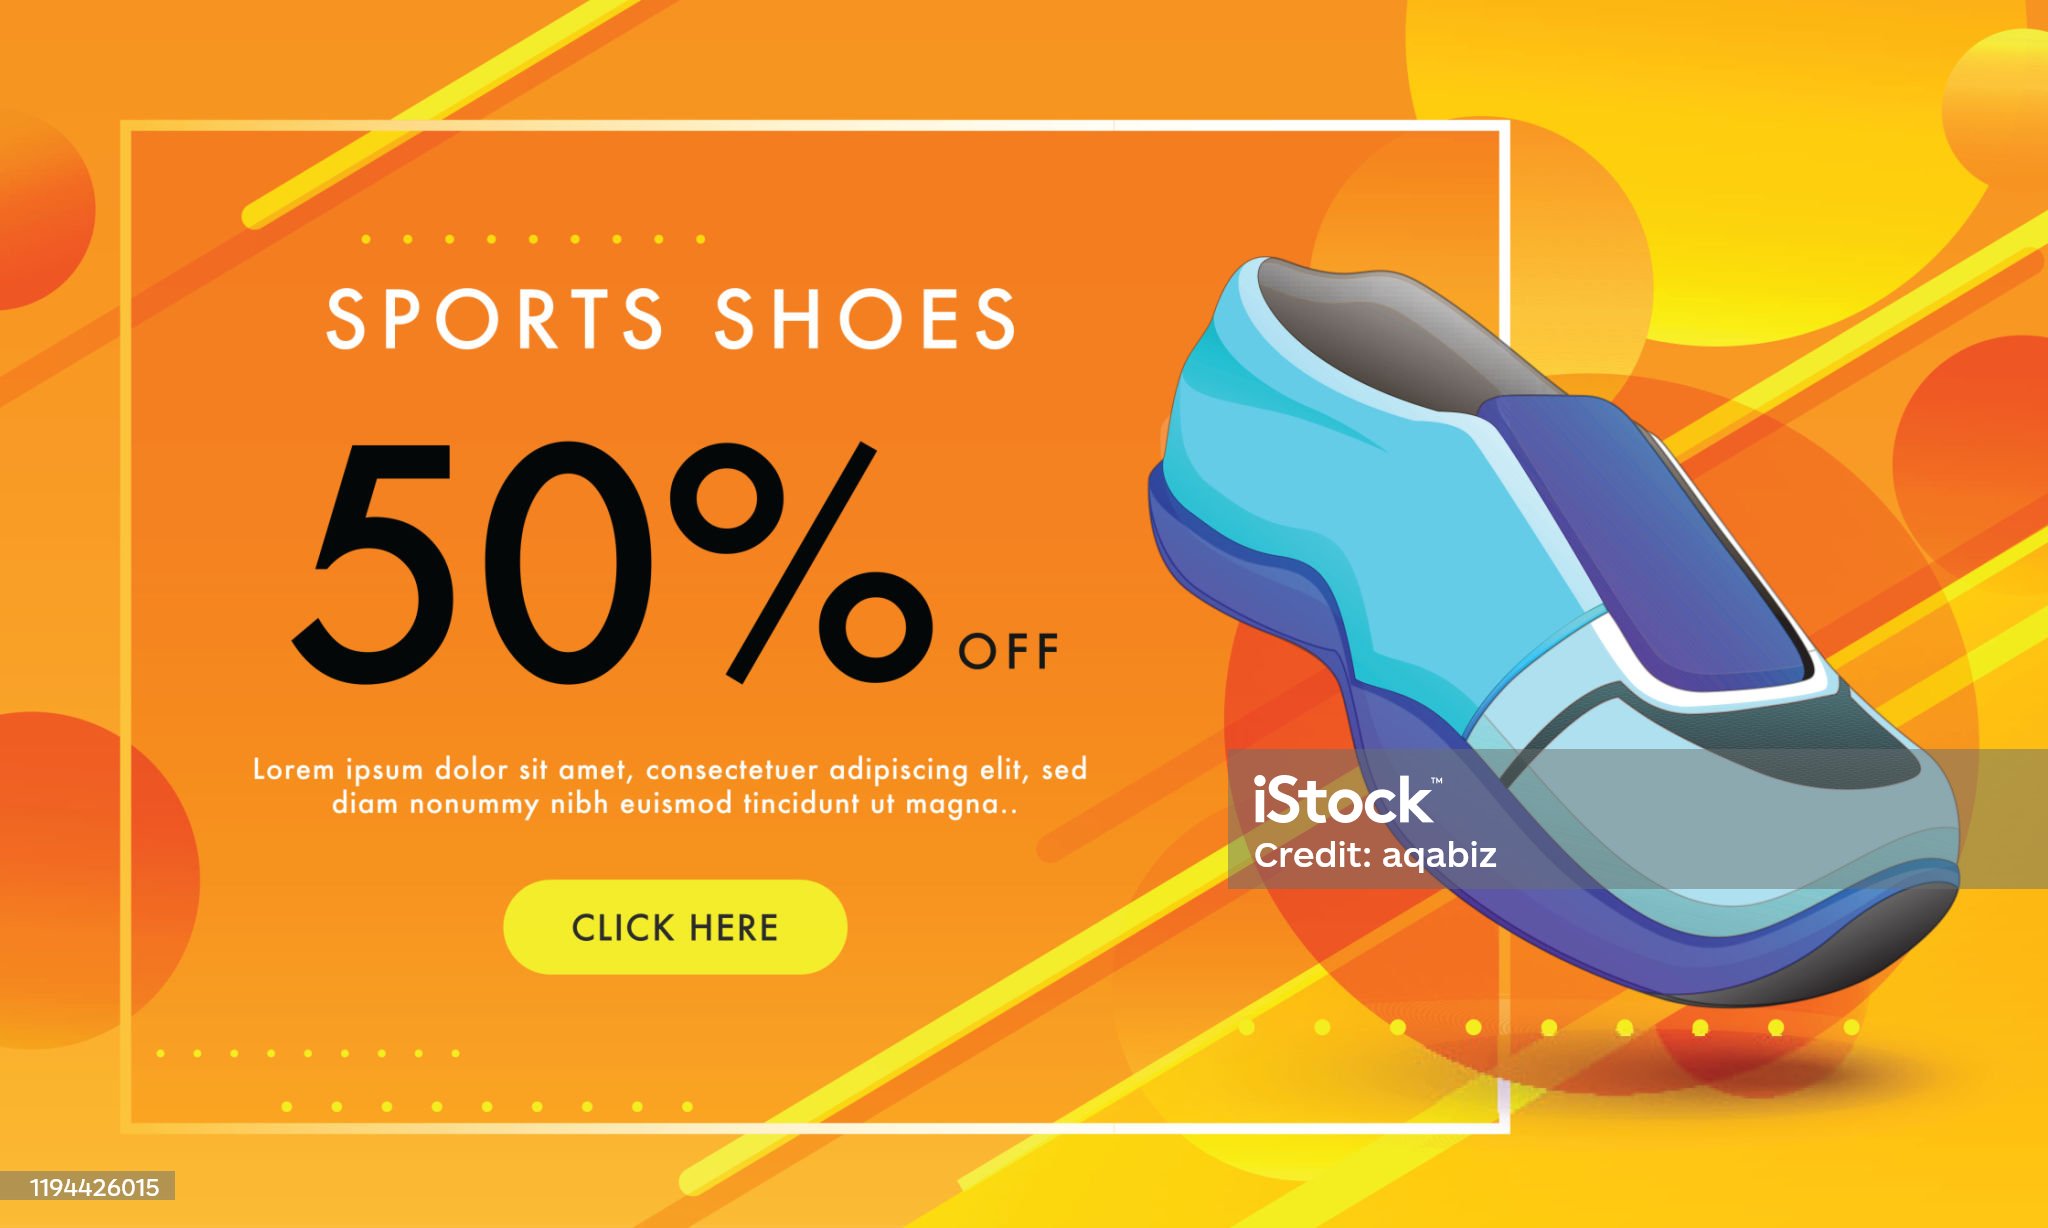 SPORTS SHOES
50% OFF
Lorem ipsum dolor sit amet, consectetuer adipiscing elit, sed
diam nonummy nibh euismod tincidunt ut magna..
CLICK HERE
iStock™
Credit: aqabiz
1194426015